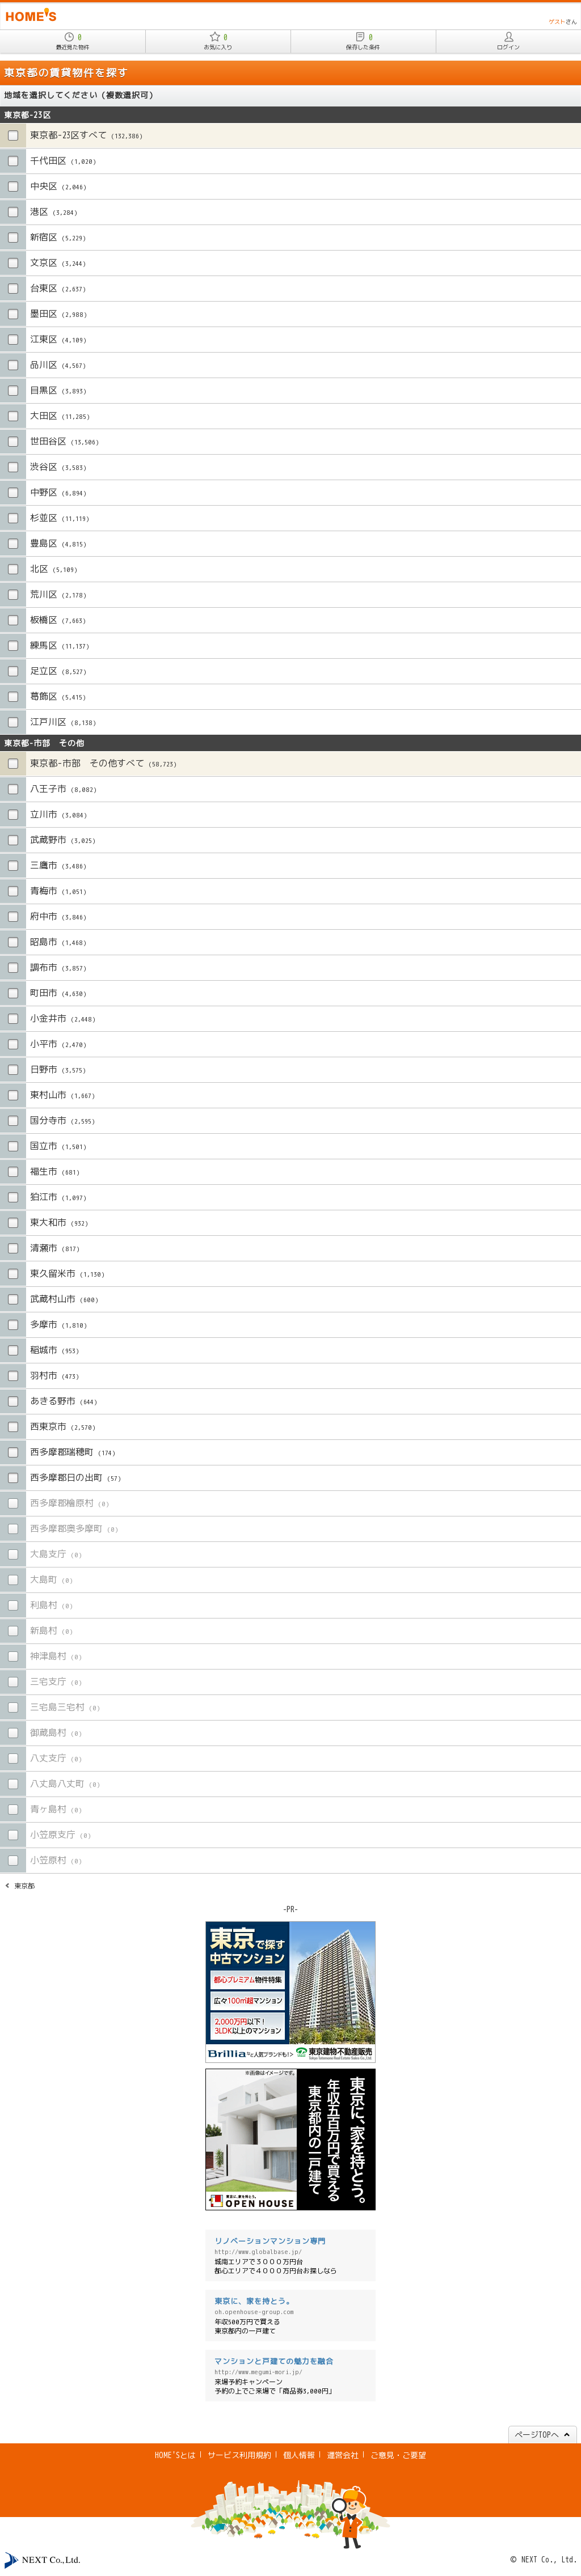 HOME'S
ゲストさん
0
最近見た物件
0
お気に入り
0
保存した条件
ログイン
東京都の賃貸物件を探す
地域を選択してください（複数選択可）
東京都-23区
東京都-23区すべて (132,386)
千代田区 (1,020)
中央区 (2,046)
港区 (3,284)
新宿区 (5,229)
文京区 (3,244)
台東区 (2,637)
墨田区 (2,988)
江東区 (4,109)
品川区 (4,567)
目黒区 (3,893)
大田区 (11,285)
世田谷区 (13,506)
渋谷区 (3,583)
中野区 (6,894)
杉並区 (11,119)
豊島区 (4,815)
北区 (5,109)
荒川区 (2,178)
板橋区 (7,663)
練馬区 (11,137)
足立区 (8,527)
葛飾区 (5,415)
江戸川区 (8,138)
東京都-市部　その他
東京都-市部　その他すべて (58,723)
八王子市 (8,082)
立川市 (3,084)
武蔵野市 (3,025)
三鷹市 (3,486)
青梅市 (1,051)
府中市 (3,846)
昭島市 (1,468)
調布市 (3,857)
町田市 (4,630)
小金井市 (2,448)
小平市 (2,470)
日野市 (3,575)
東村山市 (1,667)
国分寺市 (2,595)
国立市 (1,501)
福生市 (681)
狛江市 (1,097)
東大和市 (932)
清瀬市 (817)
東久留米市 (1,130)
武蔵村山市 (600)
多摩市 (1,810)
稲城市 (953)
羽村市 (473)
あきる野市 (644)
西東京市 (2,570)
西多摩郡瑞穂町 (174)
西多摩郡日の出町 (57)
西多摩郡檜原村 (0)
西多摩郡奥多摩町 (0)
大島支庁 (0)
大島町 (0)
利島村 (0)
新島村 (0)
神津島村 (0)
三宅支庁 (0)
三宅島三宅村 (0)
御蔵島村 (0)
八丈支庁 (0)
八丈島八丈町 (0)
青ヶ島村 (0)
小笠原支庁 (0)
小笠原村 (0)
東京都
-PR-
東京で探す
中古マンション
都心プレミアム物件特集
広々100㎡超マンション
2,000万円以下！
3LDK以上のマンション
Brilliaなど人気ブランドも！>
東京建物不動産販売
※画像はイメージです。
東京に、家を持とう。
年収五百万円で買える
東京都内の一戸建て
東京に、家を持とう。
OPEN HOUSE
リノベーションマンション専門
http://www.globalbase.jp/
城南エリアで３０００万円台
都心エリアで４０００万円台お探しなら
東京に、家を持とう。
oh.openhouse-group.com
年収500万円で買える
東京都内の一戸建て
マンションと戸建ての魅力を融合
http://www.megumi-mori.jp/
来場予約キャンペーン
予約の上でご来場で「商品券3,000円」
ページTOPへ
HOME'Sとは
サービス利用規約
個人情報
運営会社
ご意見・ご要望
NEXT Co.,Ltd.
© NEXT Co., Ltd.